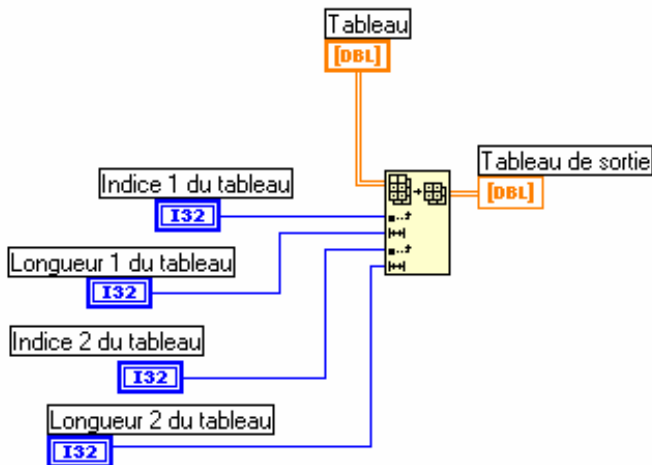 Tableau
[DBL]
Tableau de sortie
[DBL]
Indice 1 du tableau
I32
Longueur 1 du tableau
I32
Indice 2 du tableau
I32
Longueur 2 du tableau
I32